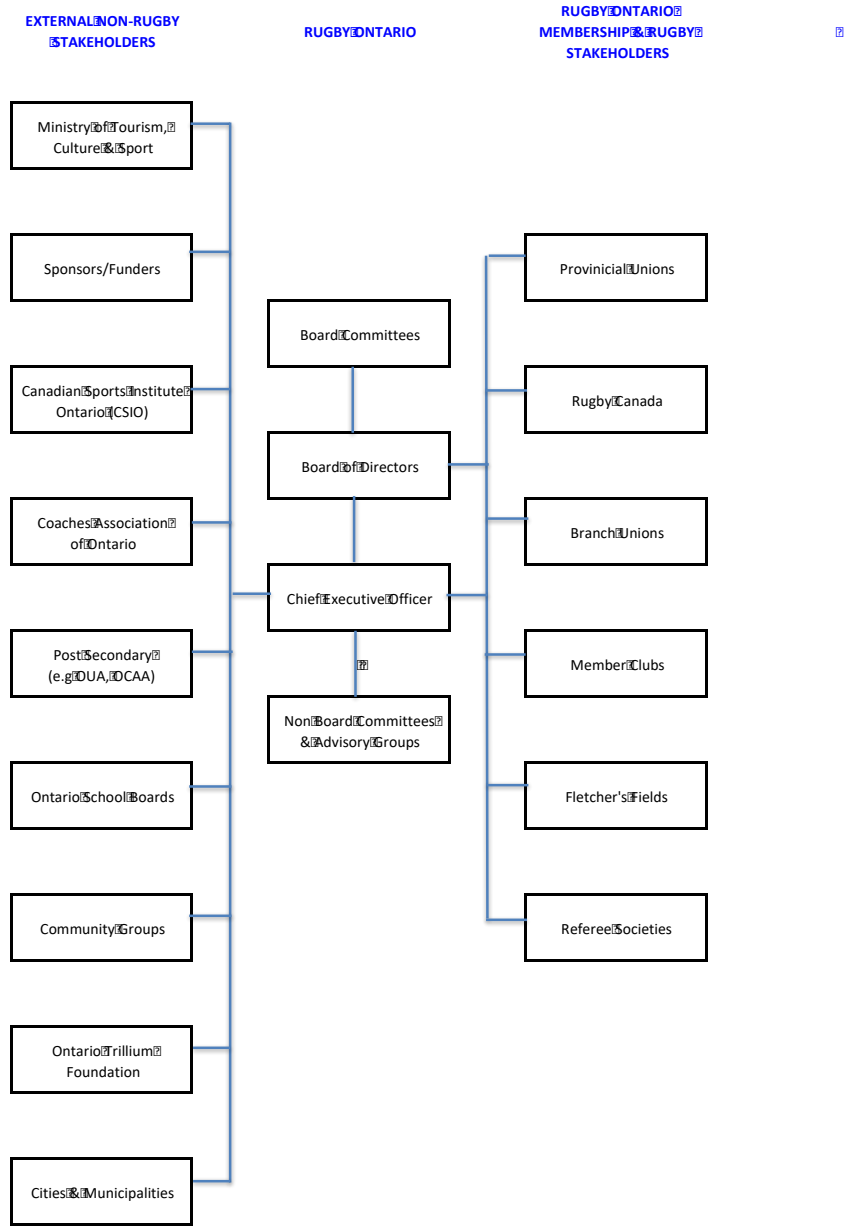 EXTERNAL NON-RUGBY
STAKEHOLDERS
RUGBY ONTARIO
RUGBY ONTARIO
MEMBERSHIP & RUGBY
STAKEHOLDERS
Ministry of Tourism,
Culture & Sport
Sponsors/Funders
Canadian Sports Institute
Ontario (CSIO)
Coaches Association
of Ontario
Post Secondary
(e.g OUA, OCAA)
Ontario School Boards
Community Groups
Ontario Trillium
Foundation
Cities & Municipalities
Board Committees
Board of Directors
Chief Executive Officer
Non Board Committees
& Advisory Groups
Provinicial Unions
Rugby Canada
Branch Unions
Member Clubs
Fletcher's Fields
Referee Societies